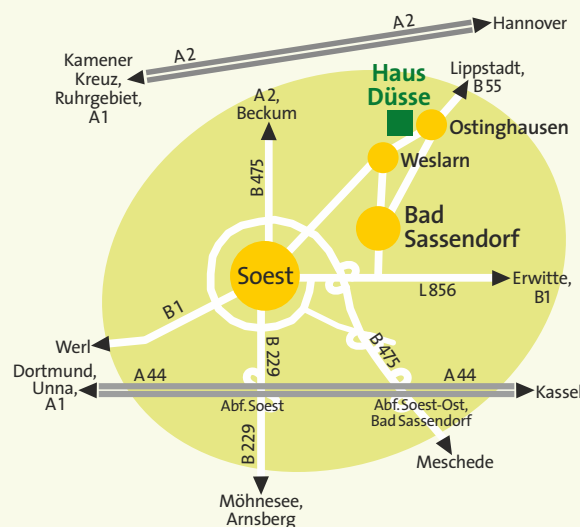 A 2
Hannover
A 2
Kamener
Kreuz,
Ruhrgebiet,
A 1
Haus
Düsse
Lippstadt,
B 55
A 2,
Beckum
Ostinghausen
Weslarn
B 475
Bad
Sassendorf
Soest
L 856
Erwitte,
B1
B 1
Werl
B 229
B 475
Dortmund,
Unna,
A1
A 44
A 44
Kassel
Abf. Soest
Abf. Soest-Ost,
Bad Sassendorf
B 229
Meschede
Möhnesee,
Arnsberg